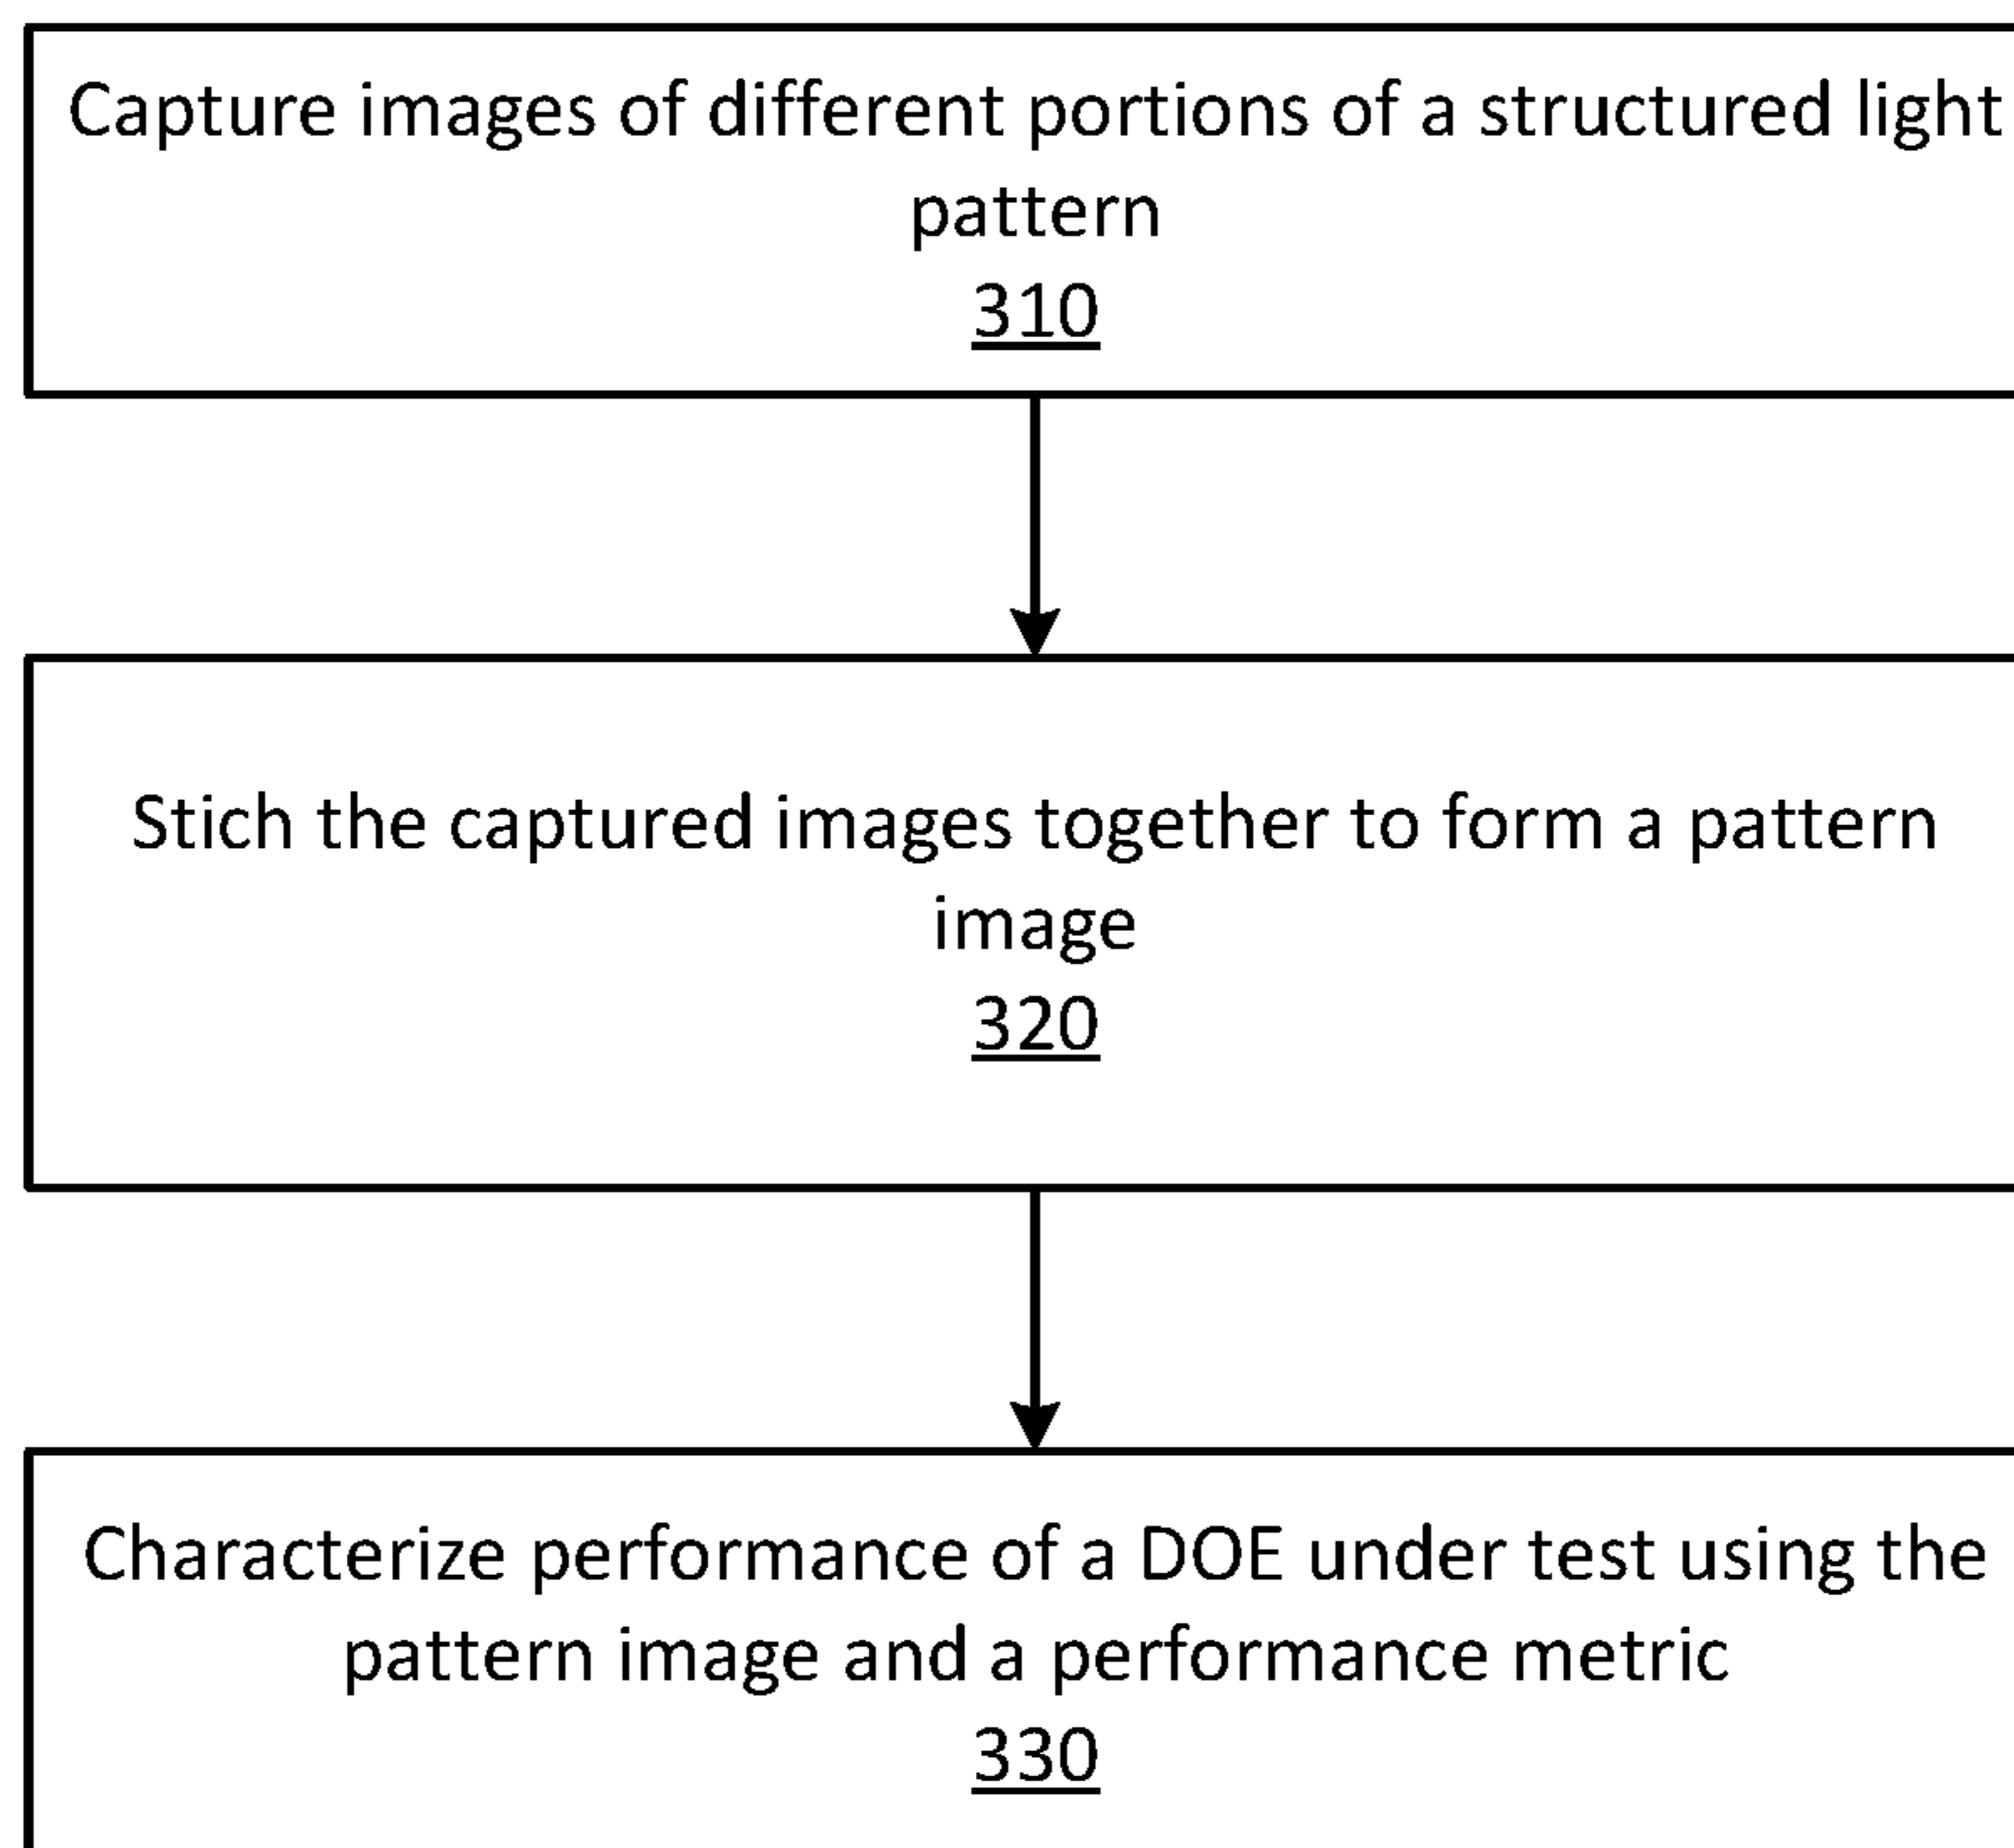 Capture images of different portions of a structured light
pattern
310
Stich the captured images together to form a pattern
image
320
Characterize performance of a DOE under test using the
pattern image and a performance metric
330